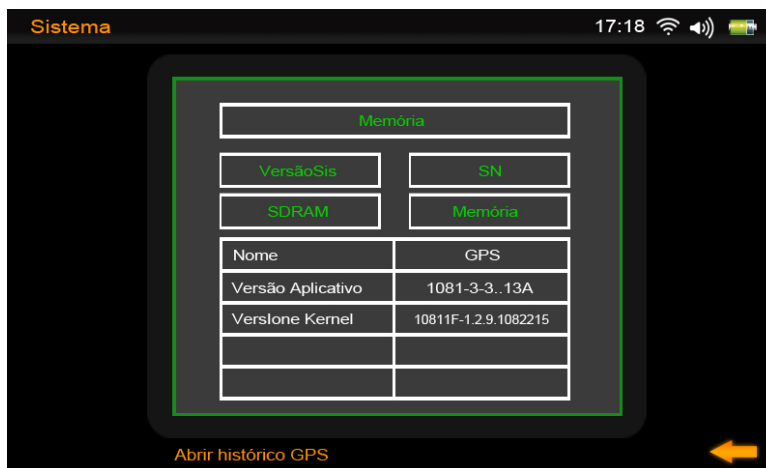 Sistema 17:18
Memória
VersãoSis SN
SDRAM Memória
Nome GPS
Versão Aplicativo 1081-3-3..13A
VersIone Kernel 10811F-1.2.9.1082215
Abrir histórico GPS